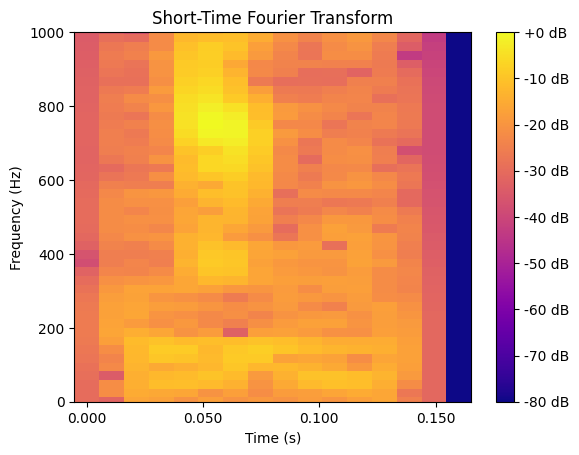 Short-Time Fourier Transform
1000
800
600
400
200
0
Frequency (Hz)
0.000
0.050
0.100
0.150
Time (s)
+0 dB
-10 dB
-20 dB
-30 dB
-40 dB
-50 dB
-60 dB
-70 dB
-80 dB